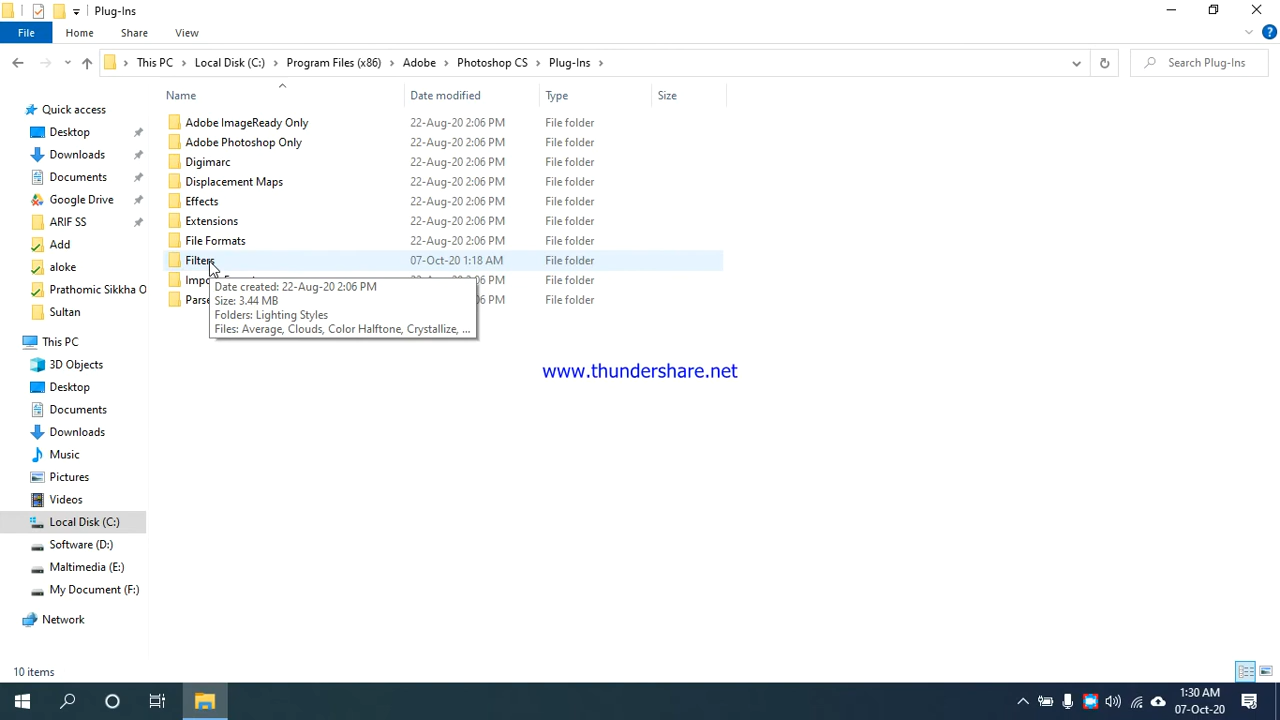 Plug-Ins
File Home Share View
This PC Local Disk (C:) Program Files (x86) Adobe Photoshop CS Plug-Ins
Search Plug-Ins
Name Date modified Type Size
Quick access
Desktop
Downloads
Documents
Google Drive
ARIF SS
Add
aloke
Prathomic Sikkha O
Sultan
This PC
3D Objects
Desktop
Documents
Downloads
Music
Pictures
Videos
Local Disk (C:)
Software (D:)
Maltimedia (E:)
My Document (F:)
Network
Adobe ImageReady Only 22-Aug-20 2:06 PM File folder
Adobe Photoshop Only 22-Aug-20 2:06 PM File folder
Digimarc 22-Aug-20 2:06 PM File folder
Displacement Maps 22-Aug-20 2:06 PM File folder
Effects 22-Aug-20 2:06 PM File folder
Extensions 22-Aug-20 2:06 PM File folder
File Formats 22-Aug-20 2:06 PM File folder
Filters 07-Oct-20 1:18 AM File folder
File folder
File folder
Date created: 22-Aug-20 2:06 PM
Size: 3.44 MB
Folders: Lighting Styles
Files: Average, Clouds, Color Halftone, Crystallize, ...
www.thundershare.net
10 items
1:30 AM
07-Oct-20